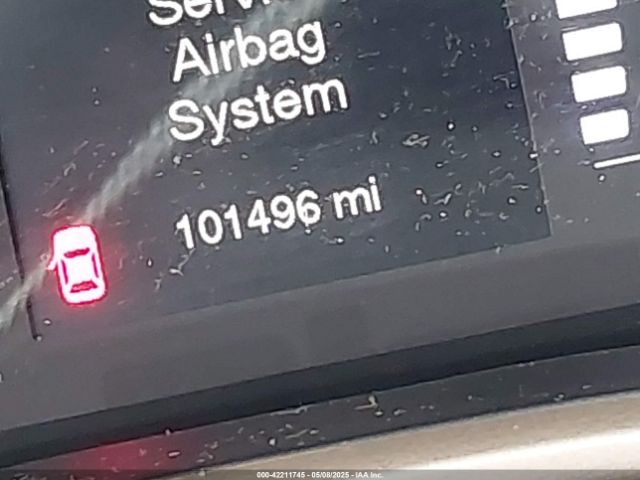 Airbag
System
101496 mi
000-42211745 - 05/08/2025 - IAA Inc.